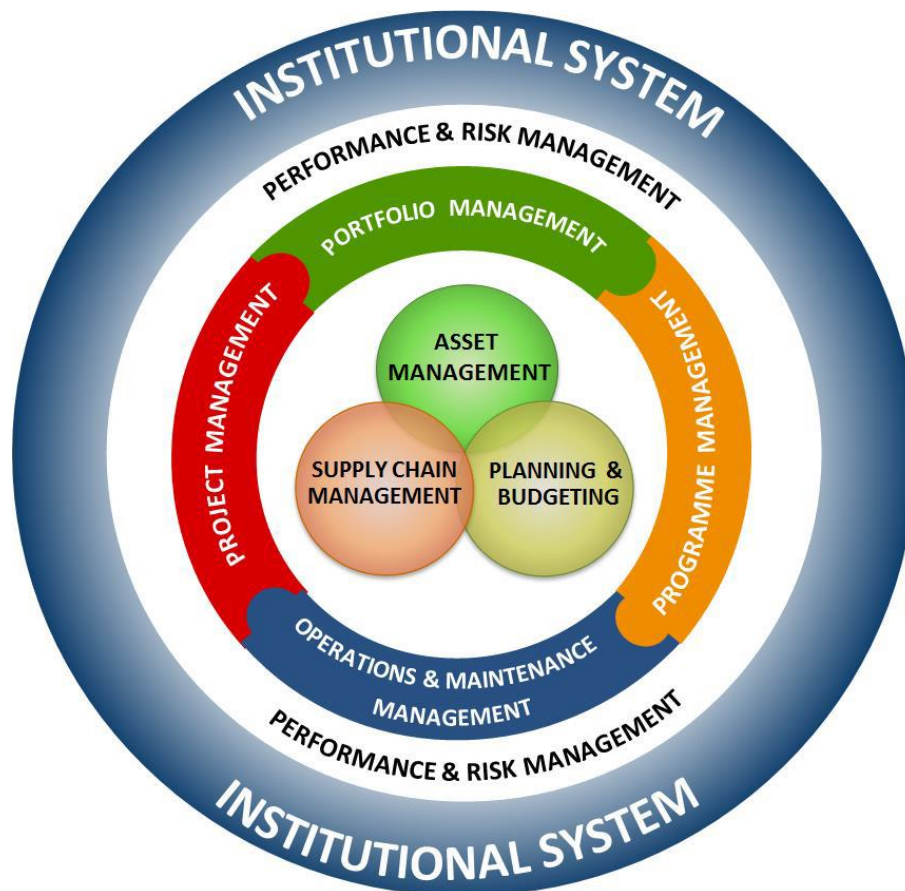 INSTITUTIONAL SYSTEM
PERFORMANCE & RISK MANAGEMENT
PORTFOLIO MANAGEMENT
PROJECT MANAGEMENT
PROGRAMME MANAGEMENT
ASSET
MANAGEMENT
SUPPLY CHAIN
MANAGEMENT
PLANNING &
BUDGETING
OPERATIONS & MAINTENANCE
MANAGEMENT
PERFORMANCE & RISK MANAGEMENT
INSTITUTIONAL SYSTEM